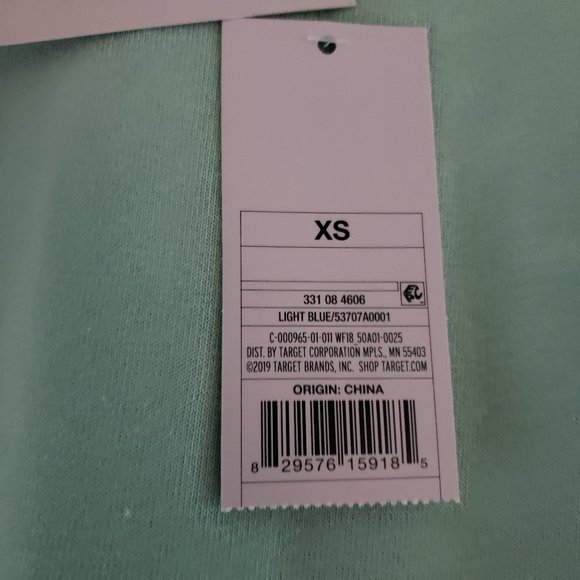 XS
331 08 4606
LIGHT BLUE/53707A0001
C-000965-01-011 WF18_50A01-0025
DIST. BY TARGET CORPORATION MPLS., MN 55403
©2019 TARGET BRANDS, INC. SHOP TARGET.COM
ORIGIN: CHINA
8 29576 15918 5